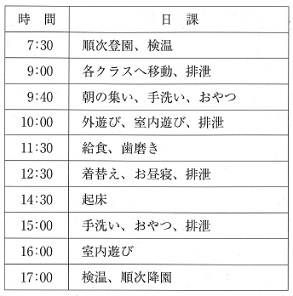 時間 日課
7:30 順次登園、検温
9:00 各クラスへ移動、排泄
9:40 朝の集い、手洗い、おやつ
10:00 外遊び、室内遊び、排泄
11:30 給食、歯磨き
12:30 着替え、お昼寝、排泄
14:30 起床
15:00 手洗い、おやつ、排泄
16:00 室内遊び
17:00 検温、順次降園